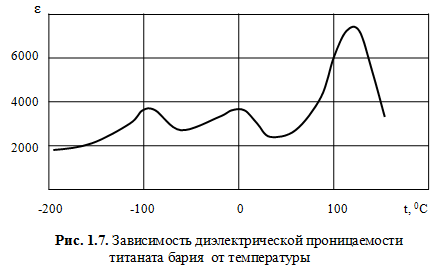 ε
6000
4000
2000
-200 -100 0 100 t, ⁰C
Рис. 1.7. Зависимость диэлектрической проницаемости
титаната бария от температуры